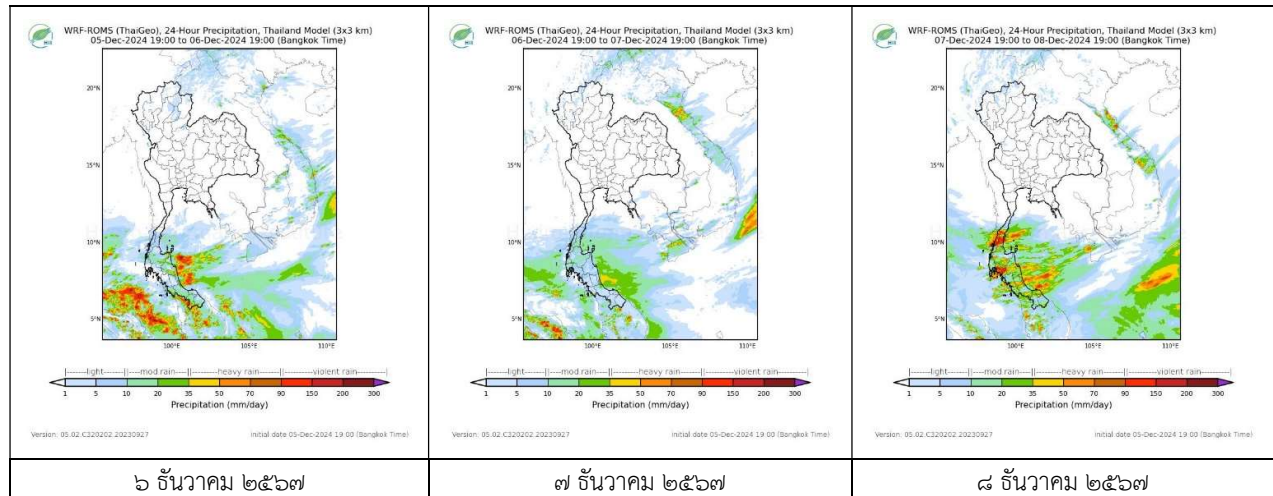 WRF-ROMS (ThaiGeo), 24-Hour Precipitation, Thailand Model (3x3 km)
05-Dec-2024 19:00 to 06-Dec-2024 19:00 (Bangkok Time)
20°N
15°N
10°N
5°N
100°E
105°E
110°E
|--------light--------||----mod rain----||--------heavy rain--------||--------violent rain--------|
1 5 10 20 35 50 70 90 150 200 300
Precipitation (mm/day)
Version: 05.02.C320202.20230927
initial date 05-Dec-2024 19:00 (Bangkok Time)
๖ ธันวาคม ๒๕๖๗
WRF-ROMS (ThaiGeo), 24-Hour Precipitation, Thailand Model (3x3 km)
06-Dec-2024 19:00 to 07-Dec-2024 19:00 (Bangkok Time)
20°N
15°N
10°N
5°N
100°E
105°E
110°E
|--------light--------||----mod rain----||--------heavy rain--------||--------violent rain--------|
1 5 10 20 35 50 70 90 150 200 300
Precipitation (mm/day)
Version: 05.02.C320202.20230927
initial date 05-Dec-2024 19:00 (Bangkok Time)
๗ ธันวาคม ๒๕๖๗
WRF-ROMS (ThaiGeo), 24-Hour Precipitation, Thailand Model (3x3 km)
07-Dec-2024 19:00 to 08-Dec-2024 19:00 (Bangkok Time)
20°N
15°N
10°N
5°N
100°E
105°E
110°E
|--------light--------||----mod rain----||--------heavy rain--------||--------violent rain--------|
1 5 10 20 35 50 70 90 150 200 300
Precipitation (mm/day)
Version: 05.02.C320202.20230927
initial date 05-Dec-2024 19:00 (Bangkok Time)
๘ ธันวาคม ๒๕๖๗